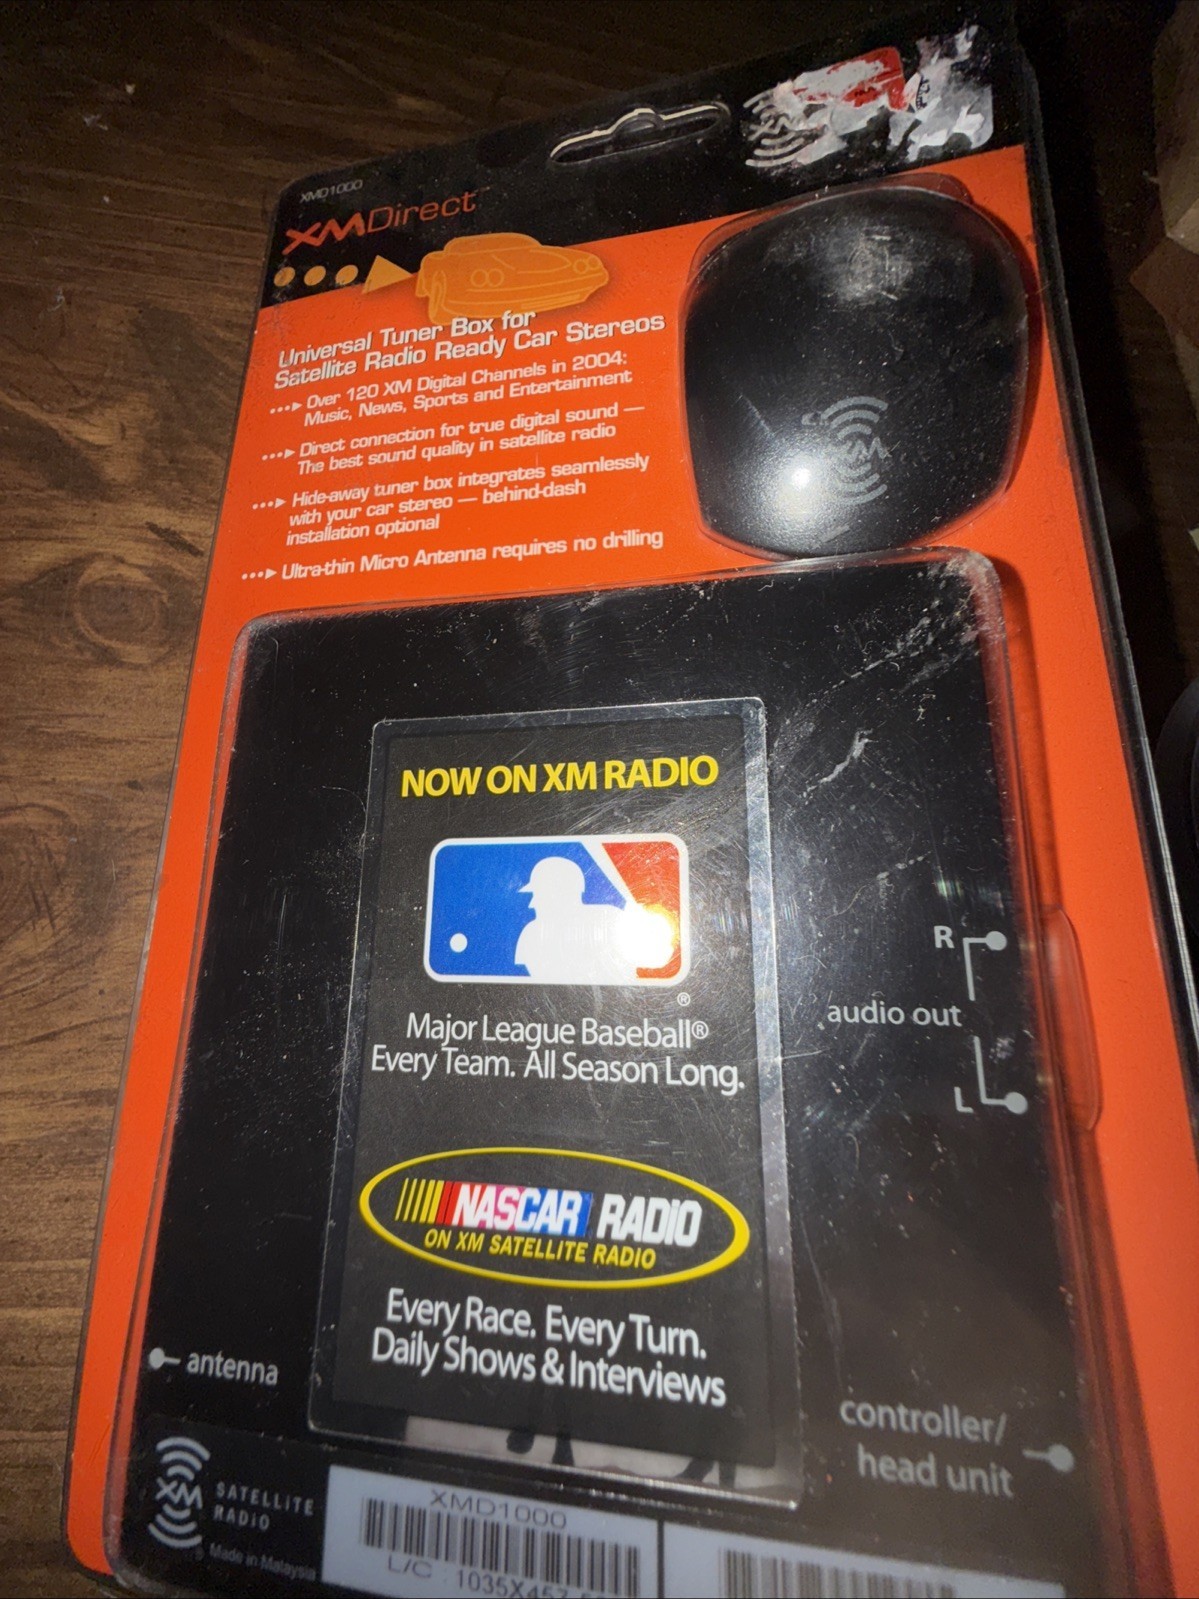 XMD1000
XMDirect™
Universal Tuner Box for
Satellite Radio Ready Car Stereos
Over 120 XM Digital Channels in 2004:
Music, News, Sports and Entertainment
Direct connection for true digital sound —
The best sound quality in satellite radio
Hide-away tuner box integrates seamlessly
with your car stereo — behind-dash
installation optional
Ultra-thin Micro Antenna requires no drilling
XM
XM
NOW ON XM RADIO
®
Major League Baseball®
Every Team. All Season Long.
NASCAR RADIO
ON XM SATELLITE RADIO
Every Race. Every Turn.
Daily Shows & Interviews
R
audio out
L
antenna
controller/
head unit
XM SATELLITE
RADIO
Made in Malaysia
XMD1000
L/C : 1035X457